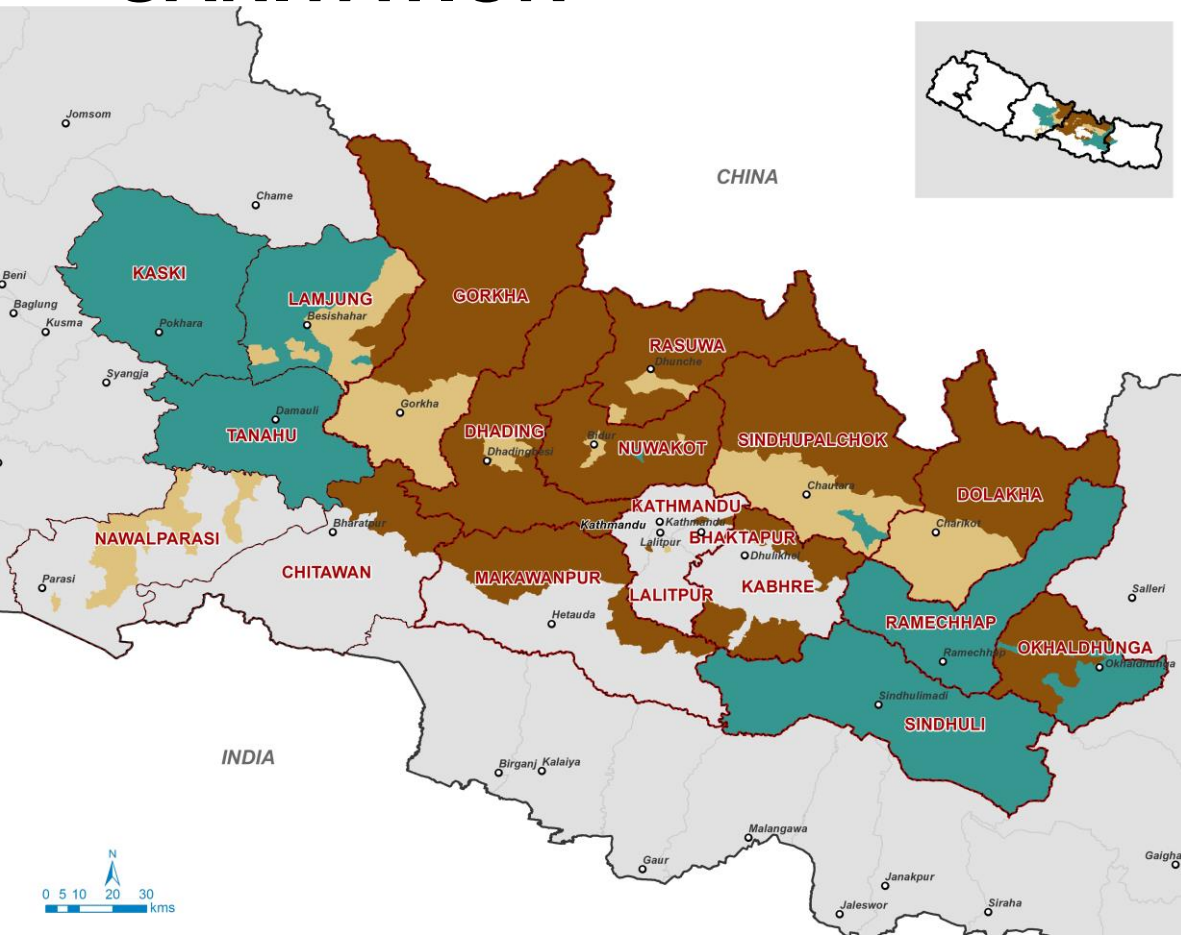 CHINA
Jomsom
Chame
Beni
KASKI
LAMJUNG
GORKHA
Baglung
Besishahar
Kusma
Pokhara
RASUWA
Dhunche
Syangja
Gorkha
Damauli
TANAHU
DHADING
Bidur
NUWAKOT
SINDHUPALCHOK
Dhadingbesi
Chautara
DOLAKHA
KATHMANDU
Kathmandu
Kathmandu
Bharatpur
Charikot
NAWALPARASI
Lalitpur
BHAKTAPUR
Dhulikhel
CHITAWAN
MAKAWANPUR
Parasi
LALITPUR
KABHRE
Salleri
Hetauda
RAMECHHAP
OKHALDHUNGA
Ramechhap
Okhaldhunga
Sindhulimadi
SINDHULI
INDIA
Birganj
Kalaiya
Malangawa
Gaur
Janakpur
Jaleswor
Siraha
N
0 5 10 20 30
kms